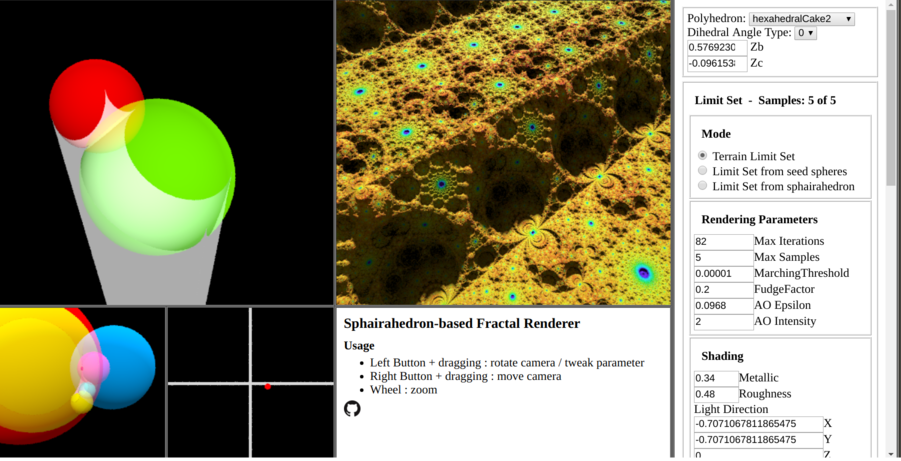 Polyhedron: hexahedralCake2
Dihedral Angle Type: 0
0.576923( Zb
-0.096153 Zc
Limit Set - Samples: 5 of 5
Mode
Terrain Limit Set
Limit Set from seed spheres
Limit Set from sphairahedron
Rendering Parameters
82 Max Iterations
5 Max Samples
0.00001 MarchingThreshold
0.2 FudgeFactor
0.0968 AO Epsilon
2 AO Intensity
Shading
0.34 Metallic
0.48 Roughness
Light Direction
-0.7071067811865475 X
-0.7071067811865475 Y
0 Z
Sphairahedron-based Fractal Renderer
Usage
Left Button + dragging : rotate camera / tweak parameter
Right Button + dragging : move camera
Wheel : zoom